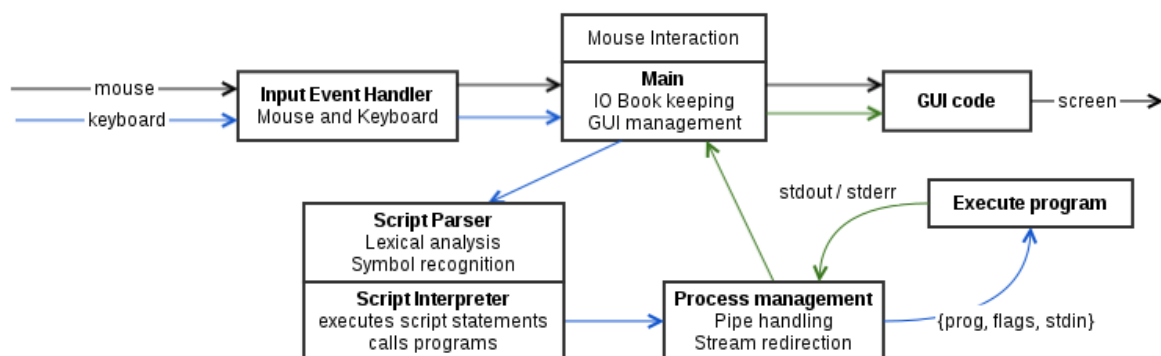 mouse
keyboard
Input Event Handler
Mouse and Keyboard
Mouse Interaction
Main
IO Book keeping
GUI management
GUI code
screen
stdout / stderr
Execute program
Script Parser
Lexical analysis
Symbol recognition
Script Interpreter
executes script statements
calls programs
Process management
Pipe handling
Stream redirection
{prog, flags, stdin}